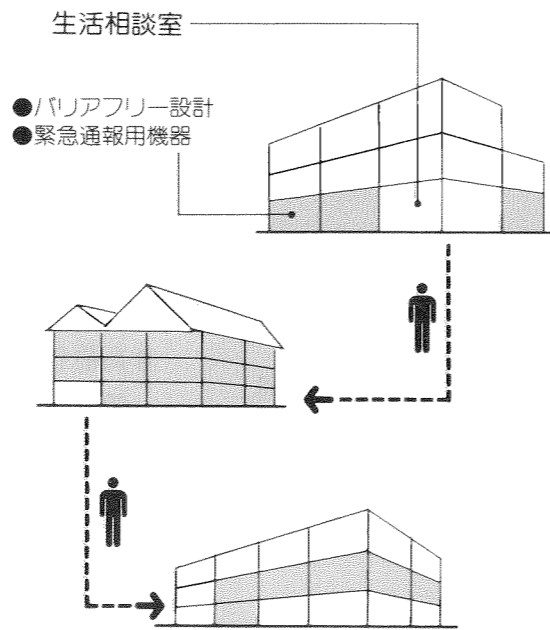 生活相談室
●バリアフリー設計
●緊急通報用機器